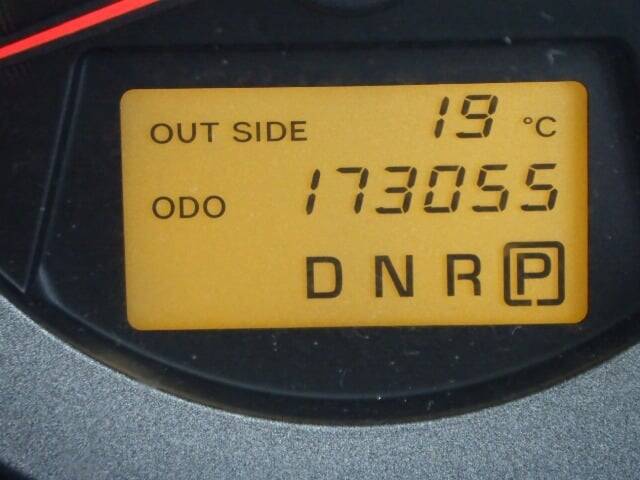 OUT SIDE 19 °C
ODO 173055
D N R P